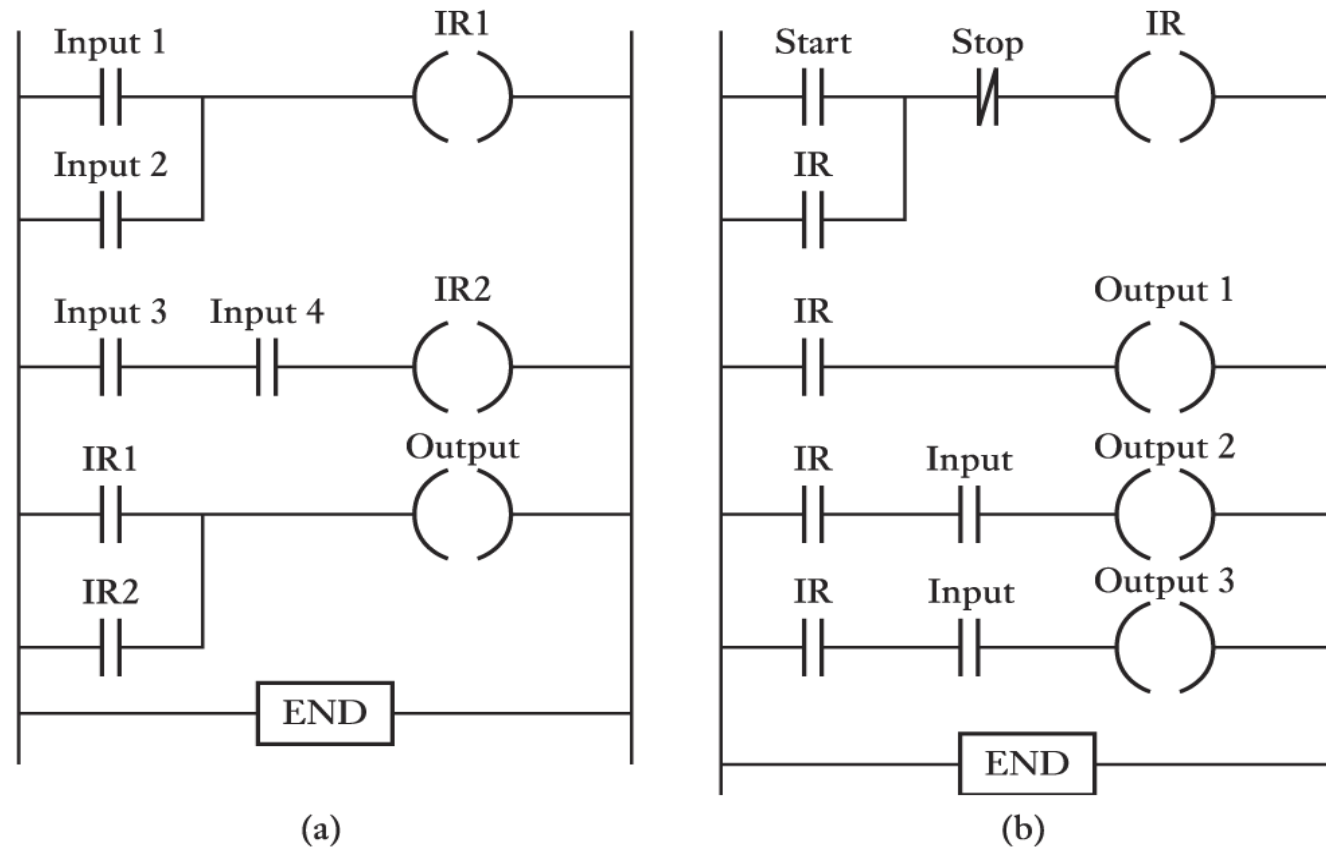 Input 1
IR1
Input 2
Input 3
Input 4
IR2
IR1
Output
IR2
END
(a)
Start
Stop
IR
IR
IR
Output 1
IR
Input
Output 2
IR
Input
Output 3
END
(b)